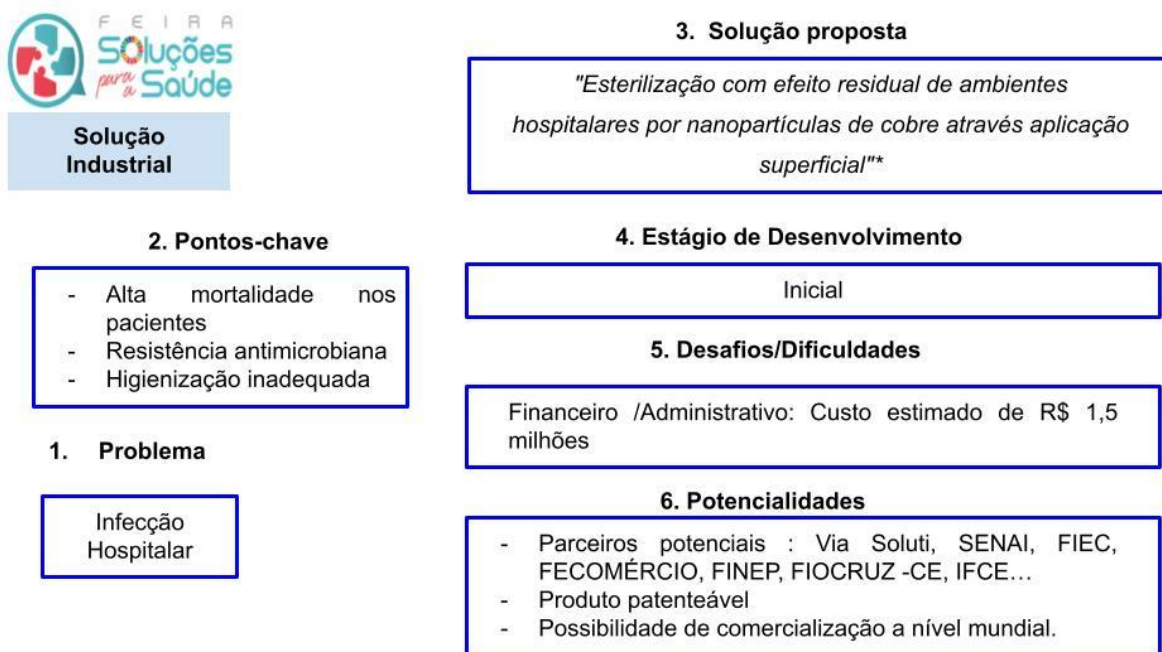 FEIRA
SOluções
para
a Saúde
Solução
Industrial
2. Pontos-chave
- Alta mortalidade nos
pacientes
- Resistência antimicrobiana
- Higienização inadequada
1. Problema
Infecção
Hospitalar
3. Solução proposta
"Esterilização com efeito residual de ambientes
hospitalares por nanopartículas de cobre através aplicação
superficial"*
4. Estágio de Desenvolvimento
Inicial
5. Desafios/Dificuldades
Financeiro /Administrativo: Custo estimado de R$ 1,5
milhões
6. Potencialidades
- Parceiros potenciais : Via Soluti, SENAI, FIEC,
FECOMÉRCIO, FINEP, FIOCRUZ -CE, IFCE…
- Produto patenteável
- Possibilidade de comercialização a nível mundial.